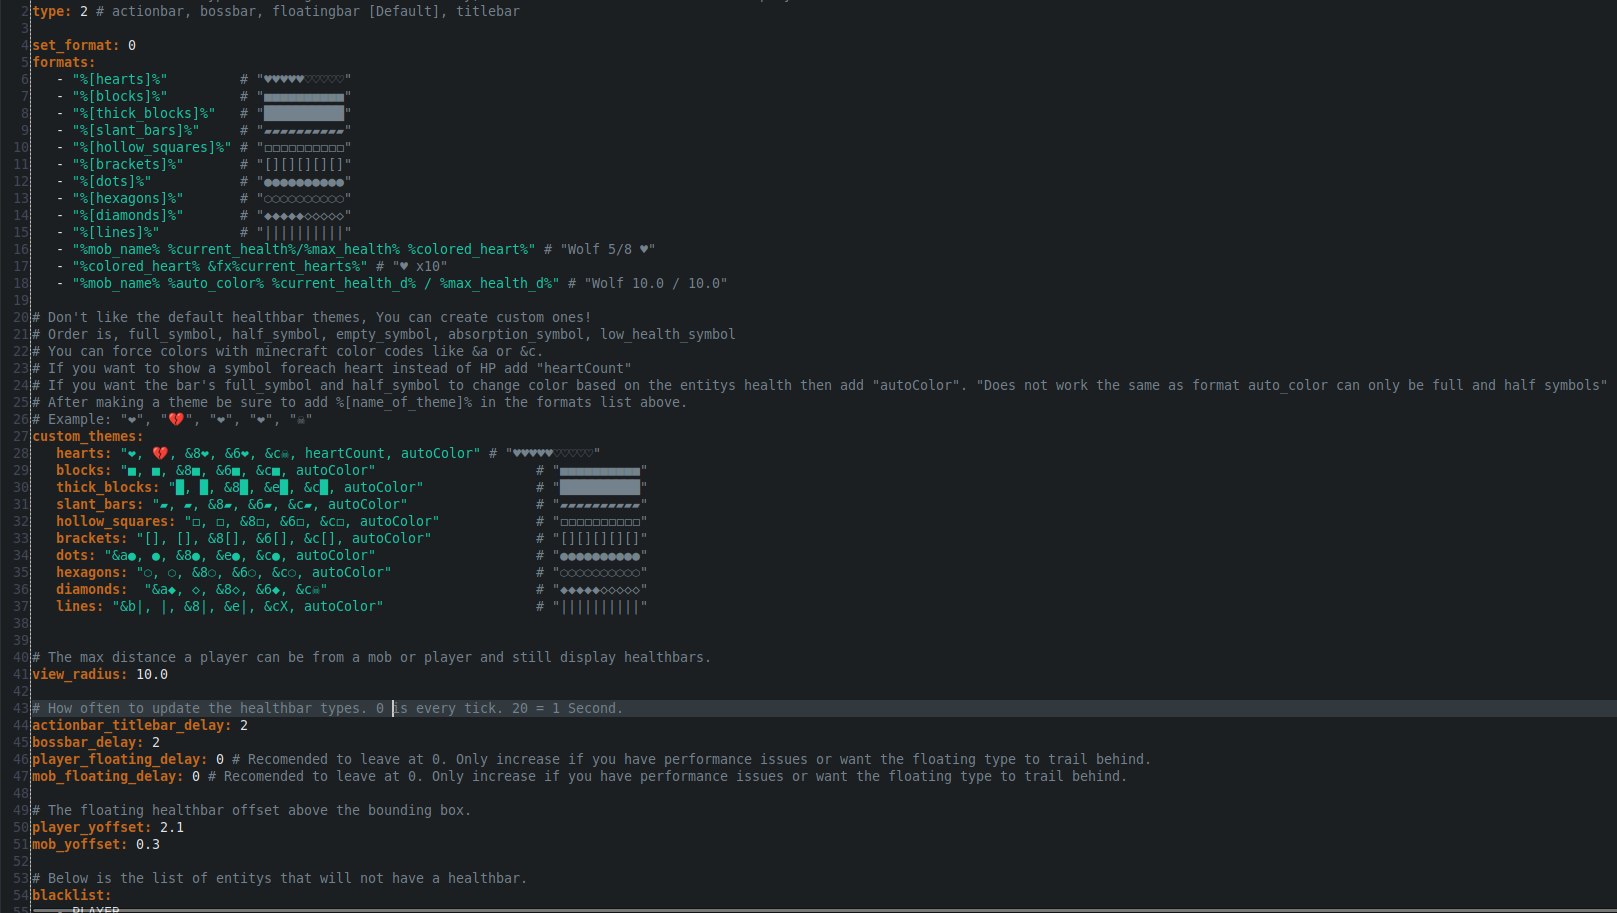 2 type: 2 # actionbar, bossbar, floatingbar [Default], titlebar
3
4 set_format: 0
5 formats:
6 - "%[hearts]%" # "♥♥♥♥♥♡♡♡♡♡"
7 - "%[blocks]%" # "■■■■■■■■■■"
8 - "%[thick_blocks]%" # "██████████"
9 - "%[slant_bars]%" # "▰▰▰▰▰▰▰▰▰▰"
10 - "%[hollow_squares]%" # "◻◻◻◻◻◻◻◻◻◻"
11 - "%[brackets]%" # "[][][][][]"
12 - "%[dots]%" # "●●●●●●●●●●"
13 - "%[hexagons]%" # "⬡⬡⬡⬡⬡⬡⬡⬡⬡⬡"
14 - "%[diamonds]%" # "◆◆◆◆◆◇◇◇◇◇"
15 - "%[lines]%" # "||||||||||"
16 - "%mob_name% %current_health%/%max_health% %colored_heart%" # "Wolf 5/8 ♥"
17 - "%colored_heart% &fx%current_hearts%" # "♥ x10"
18 - "%mob_name% %auto_color% %current_health_d% / %max_health_d%" # "Wolf 10.0 / 10.0"
19
20 # Don't like the default healthbar themes, You can create custom ones!
21 # Order is, full_symbol, half_symbol, empty_symbol, absorption_symbol, low_health_symbol
22 # You can force colors with minecraft color codes like &a or &c.
23 # If you want to show a symbol foreach heart instead of HP add "heartCount"
24 # If you want the bar's full_symbol and half_symbol to change color based on the entitys health then add "autoColor". "Does not work the same as format auto_color can only be full and half symbols"
25 # After making a theme be sure to add %[name_of_theme]% in the formats list above.
26 # Example: "❤", "💔", "❤", "❤", "☠"
27 custom_themes:
28 hearts: "❤, 💔, &8❤, &6❤, &c☠, heartCount, autoColor" # "♥♥♥♥♥♡♡♡♡♡"
29 blocks: "■, ■, &8■, &6■, &c■, autoColor" # "■■■■■■■■■■"
30 thick_blocks: "█, █, &8█, &e█, &c█, autoColor" # "██████████"
31 slant_bars: "▰, ▰, &8▰, &6▰, &c▰, autoColor" # "▰▰▰▰▰▰▰▰▰▰"
32 hollow_squares: "◻, ◻, &8◻, &6◻, &c◻, autoColor" # "◻◻◻◻◻◻◻◻◻◻"
33 brackets: "[], [], &8[], &6[], &c[], autoColor" # "[][][][][]"
34 dots: "&a●, ●, &8●, &e●, &c●, autoColor" # "●●●●●●●●●●"
35 hexagons: "⬡, ⬡, &8⬡, &6⬡, &c⬡, autoColor" # "⬡⬡⬡⬡⬡⬡⬡⬡⬡⬡"
36 diamonds: "&a◆, ◇, &8◇, &6◆, &c☠" # "◆◆◆◆◆◇◇◇◇◇"
37 lines: "&b|, |, &8|, &e|, &cX, autoColor" # "||||||||||"
38
39
40 # The max distance a player can be from a mob or player and still display healthbars.
41 view_radius: 10.0
42
43 # How often to update the healthbar types. 0 is every tick. 20 = 1 Second.
44 actionbar_titlebar_delay: 2
45 bossbar_delay: 2
46 player_floating_delay: 0 # Recomended to leave at 0. Only increase if you have performance issues or want the floating type to trail behind.
47 mob_floating_delay: 0 # Recomended to leave at 0. Only increase if you have performance issues or want the floating type to trail behind.
48
49 # The floating healthbar offset above the bounding box.
50 player_yoffset: 2.1
51 mob_yoffset: 0.3
52
53 # Below is the list of entitys that will not have a healthbar.
54 blacklist:
55 - PLAYER